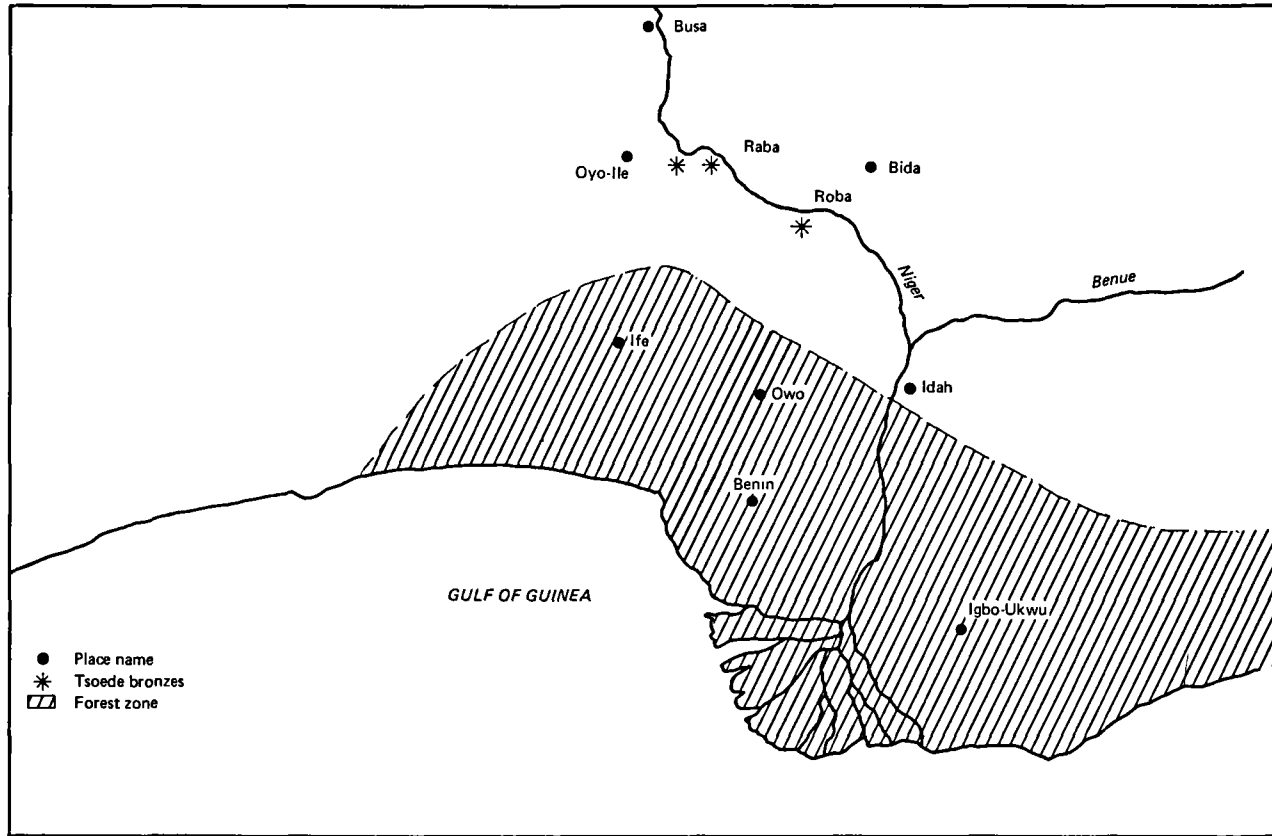 Busa
Raba
Oyo-Ile
Bida
Roba
Niger
Benue
Ife
Idah
Owo
Benin
GULF OF GUINEA
Igbo-Ukwu
Place name
Tsoede bronzes
Forest zone